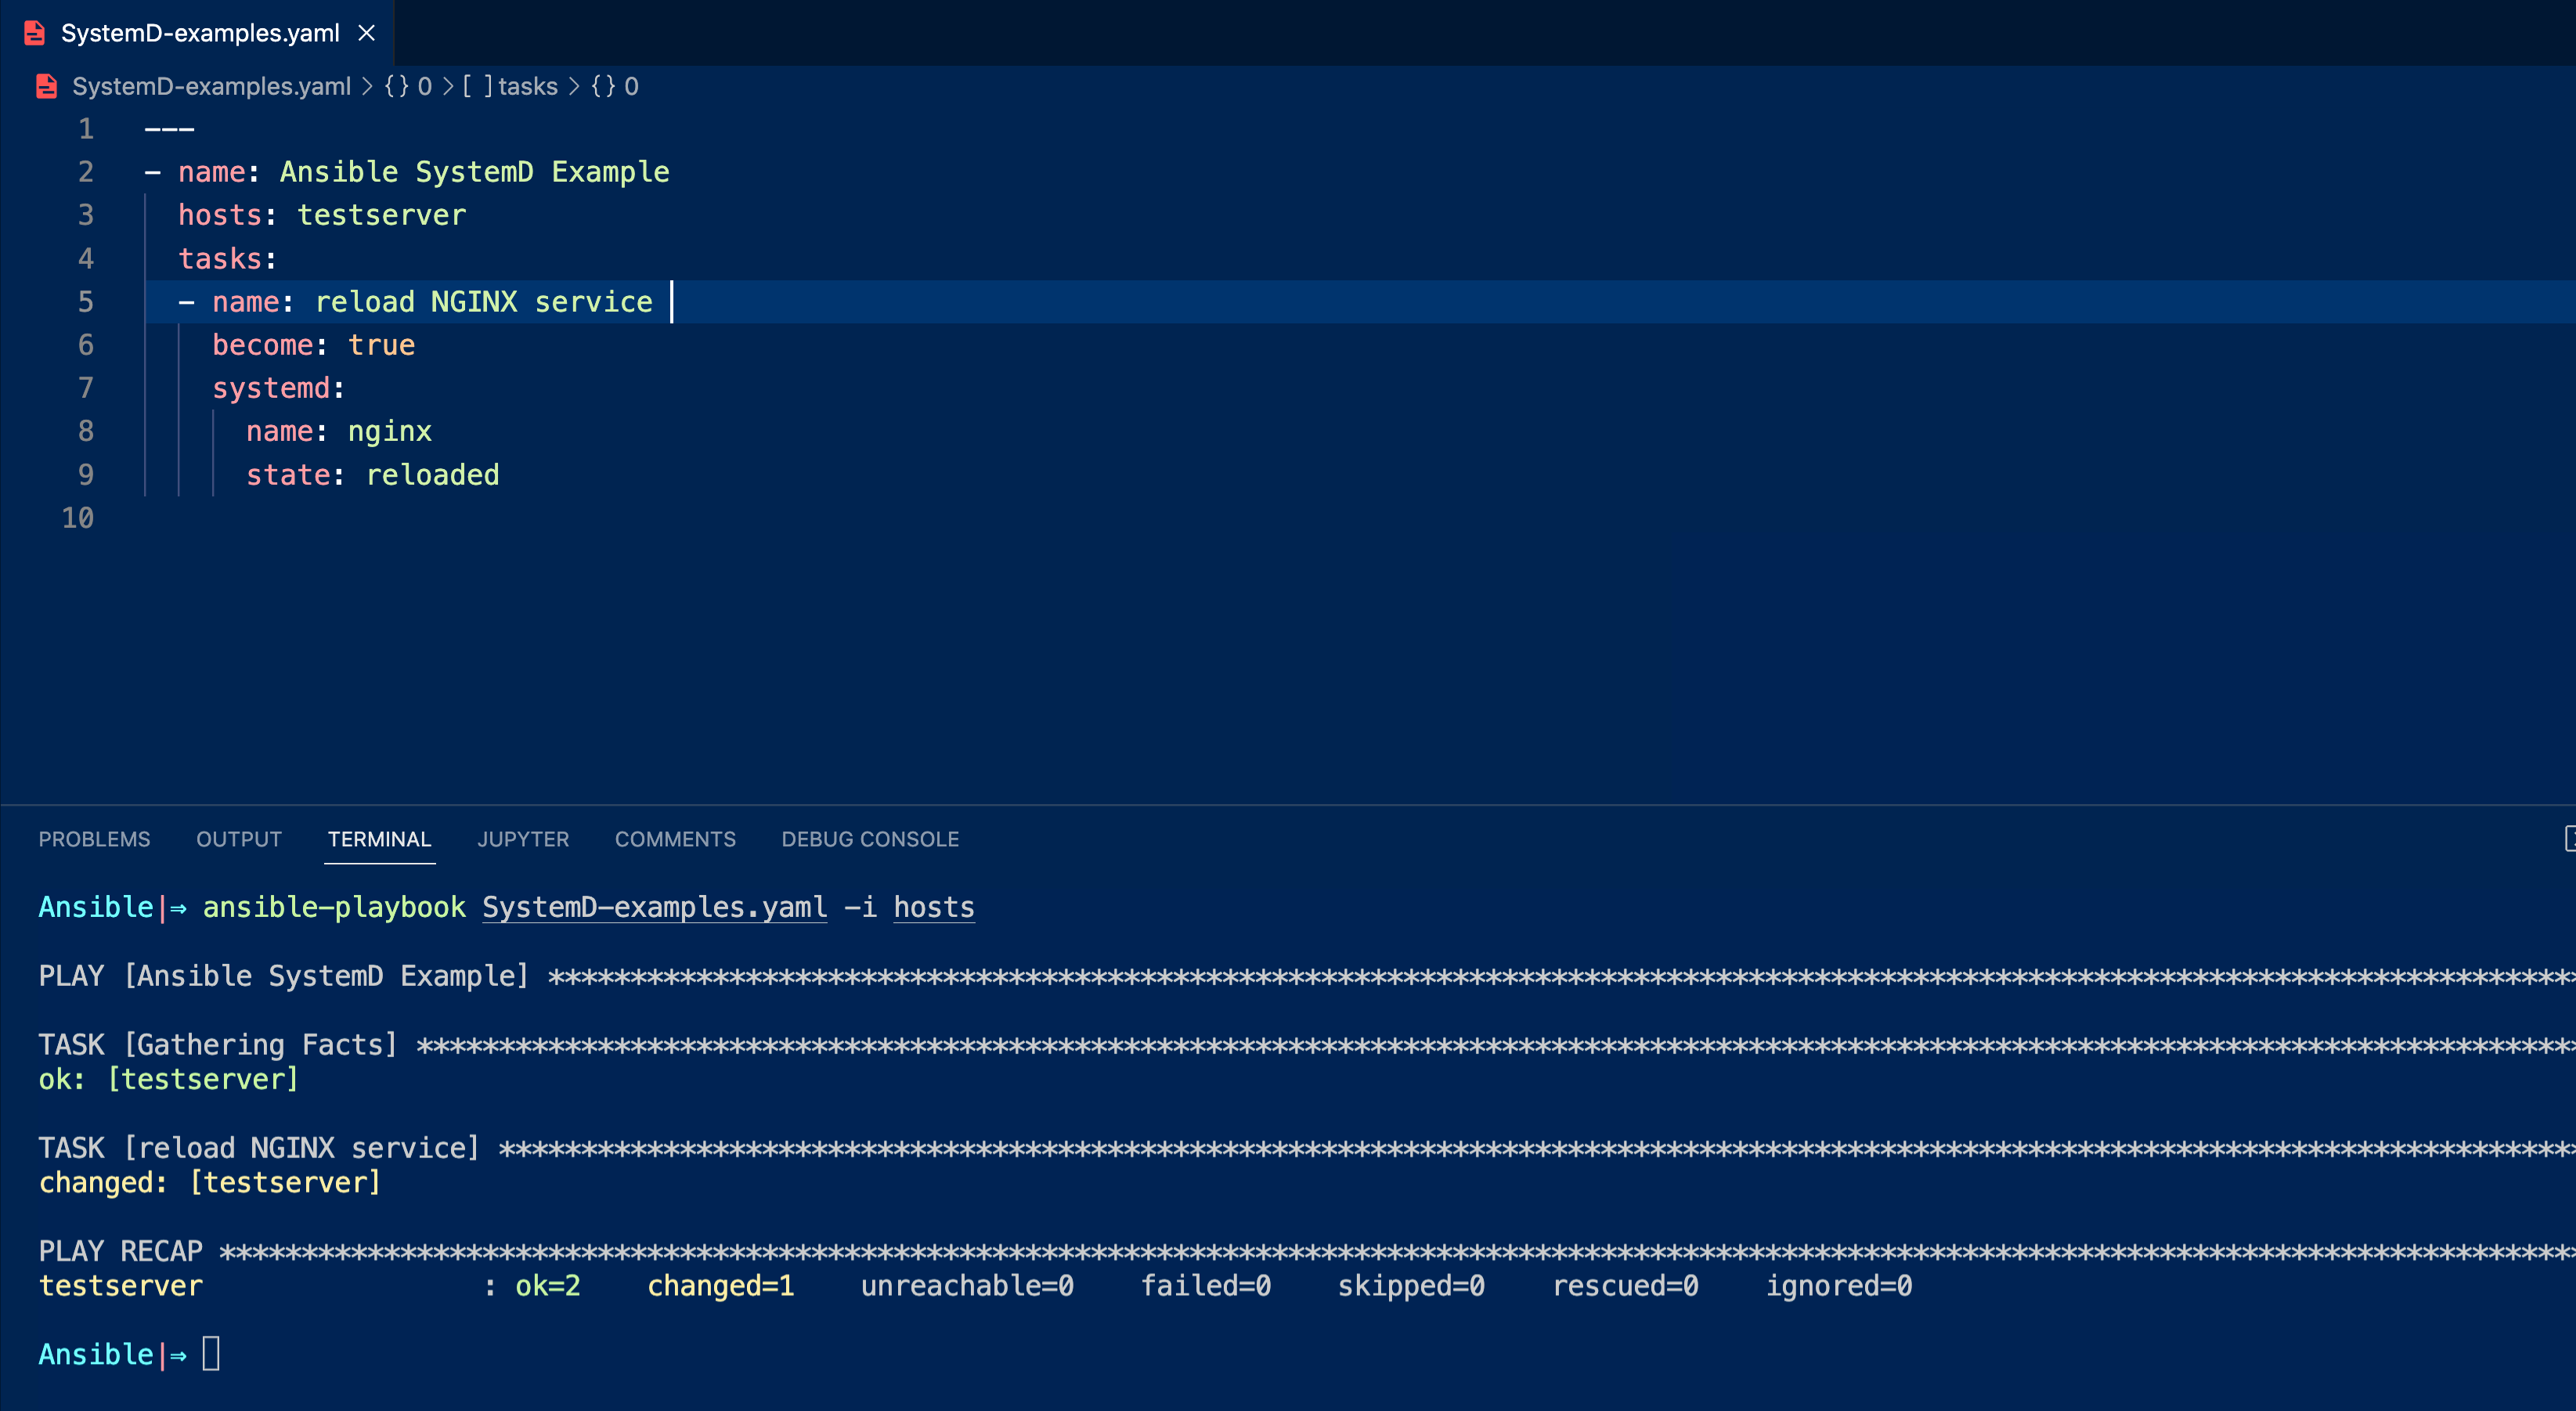 SystemD-examples.yaml ×
SystemD-examples.yaml > {} 0 > [ ] tasks > {} 0
1 ---
2 - name: Ansible SystemD Example
3   hosts: testserver
4   tasks:
5   - name: reload NGINX service
6     become: true
7     systemd:
8       name: nginx
9       state: reloaded
10
PROBLEMS OUTPUT TERMINAL JUPYTER COMMENTS DEBUG CONSOLE
Ansible|⇒ ansible-playbook SystemD-examples.yaml -i hosts
PLAY [Ansible SystemD Example] ***************************************************************************************************************************
TASK [Gathering Facts] ***********************************************************************************************************************************
ok: [testserver]
TASK [reload NGINX service] ******************************************************************************************************************************
changed: [testserver]
PLAY RECAP ***********************************************************************************************************************************************
testserver                 : ok=2    changed=1    unreachable=0    failed=0    skipped=0    rescued=0    ignored=0
Ansible|⇒